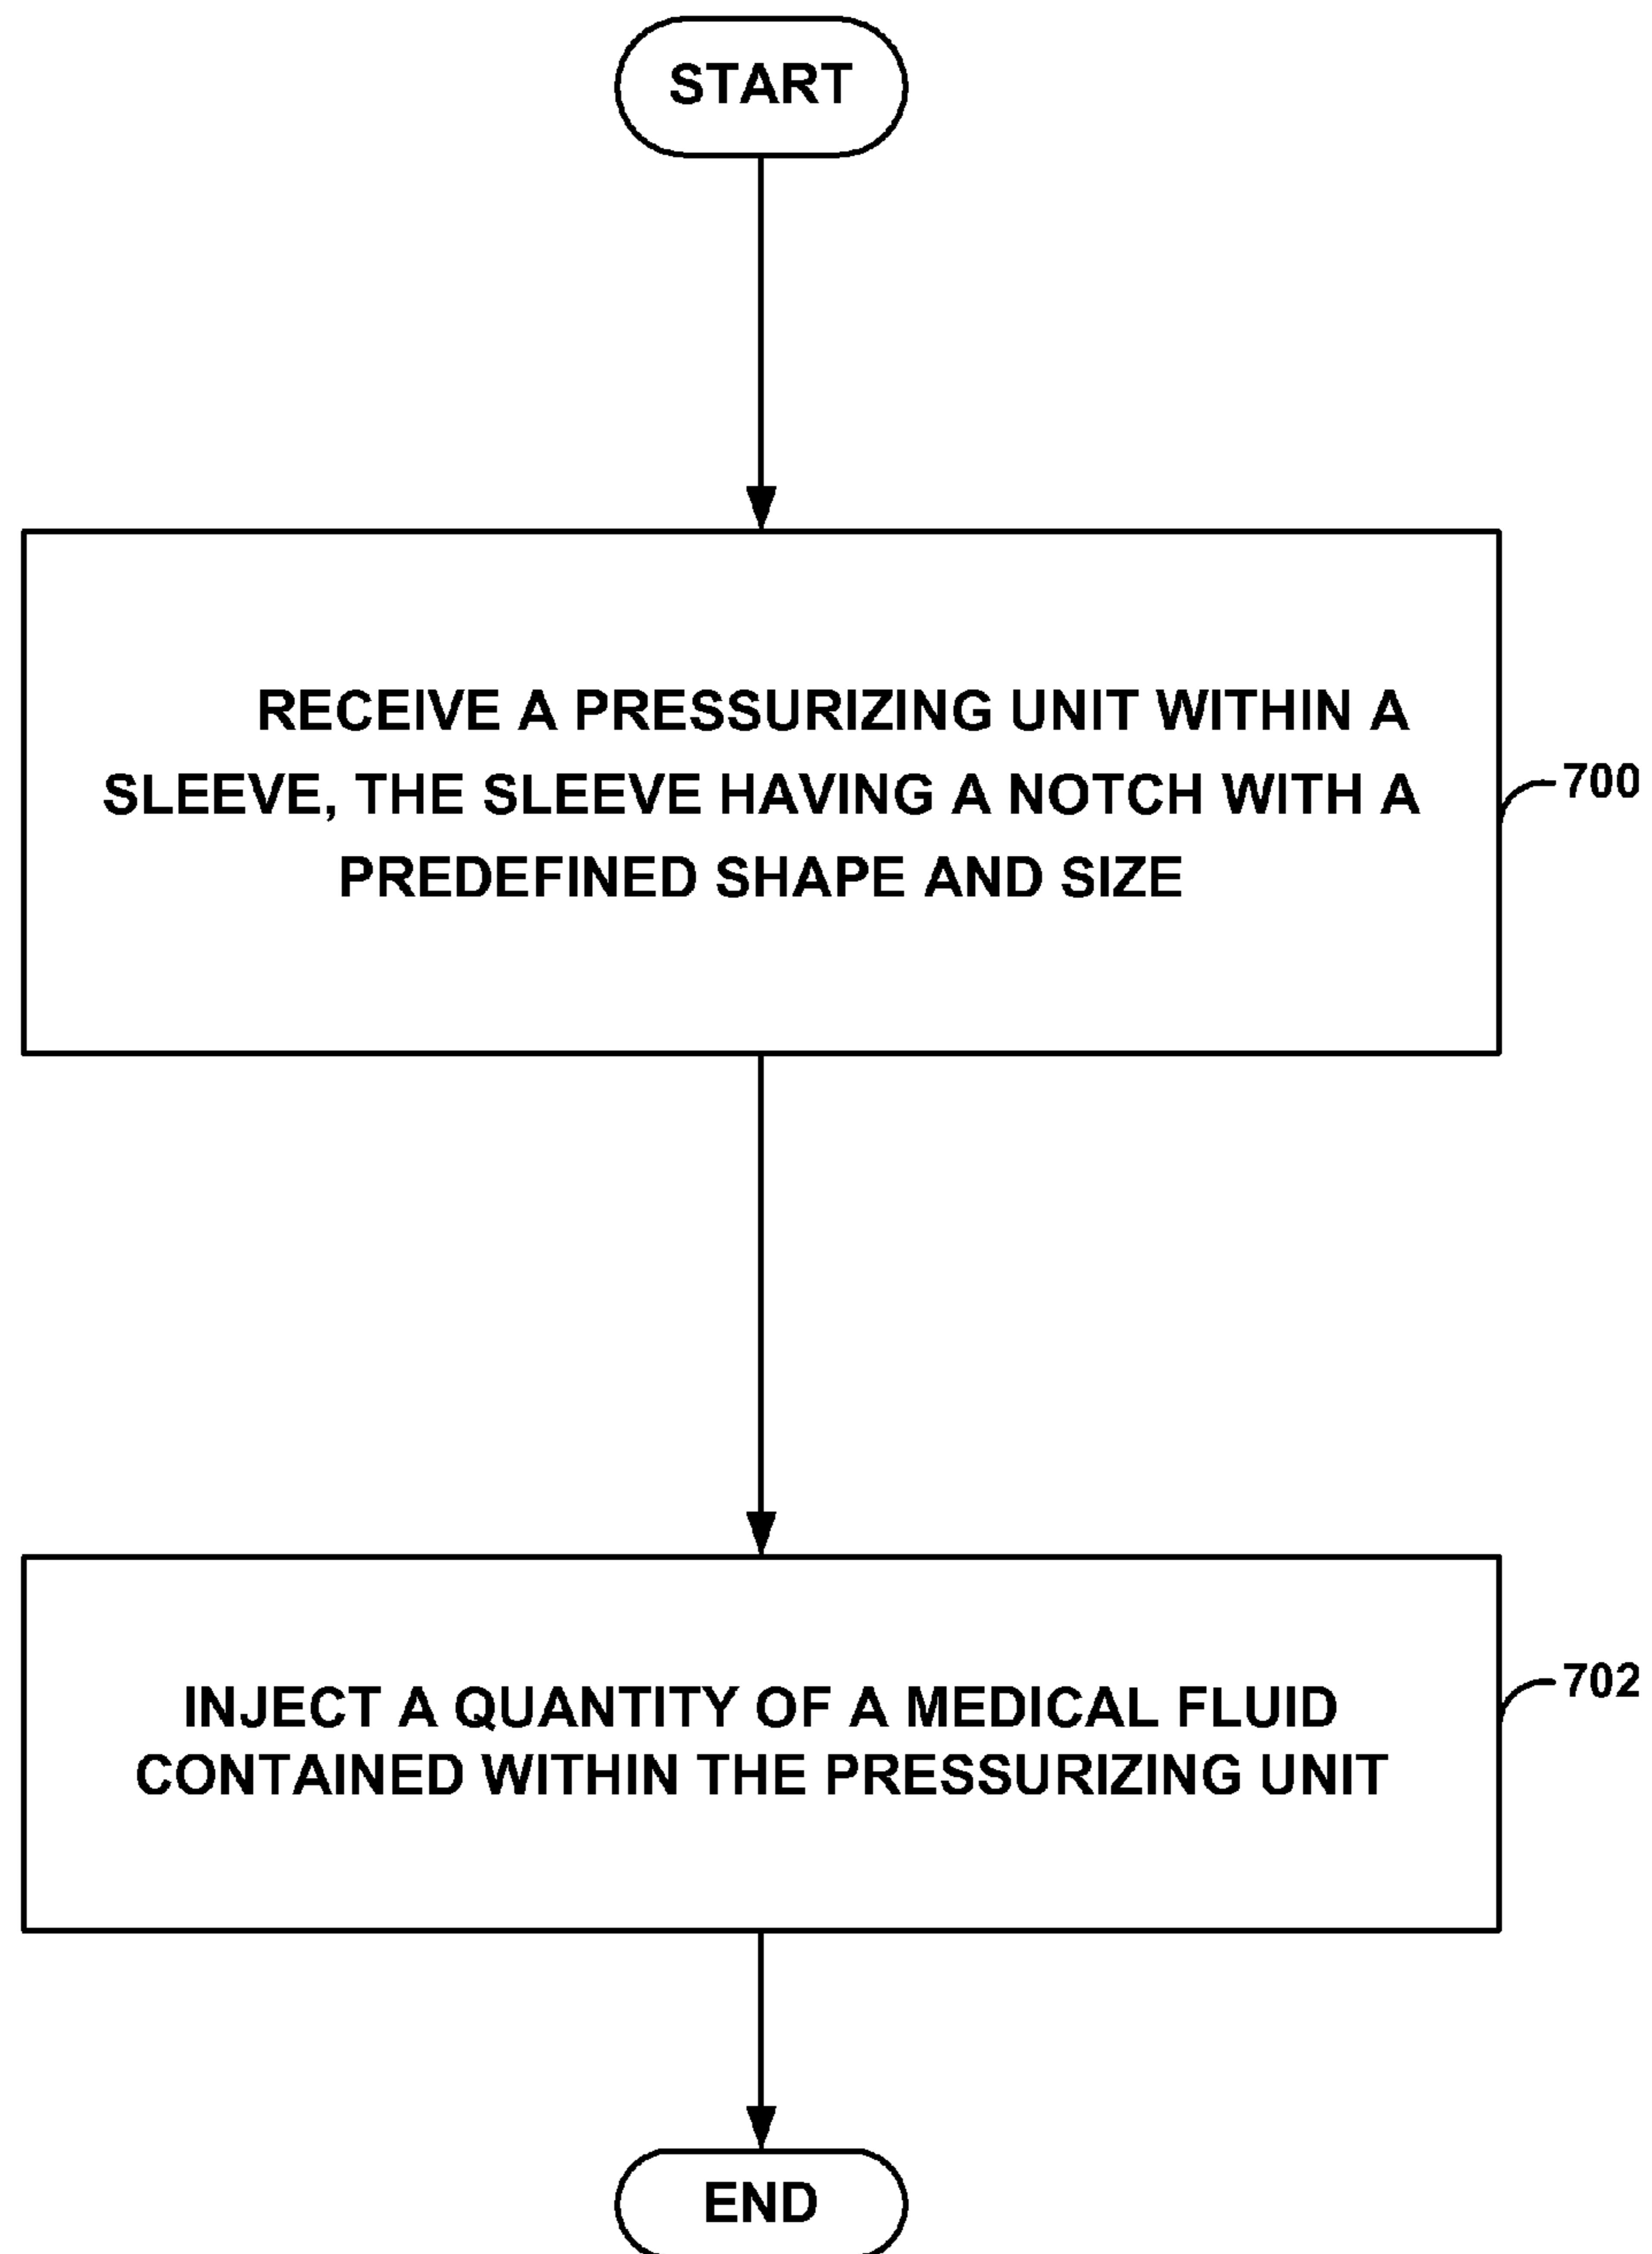 START
RECEIVE A PRESSURIZING UNIT WITHIN A
SLEEVE, THE SLEEVE HAVING A NOTCH WITH A
PREDEFINED SHAPE AND SIZE
700
INJECT A QUANTITY OF A MEDICAL FLUID
CONTAINED WITHIN THE PRESSURIZING UNIT
702
END